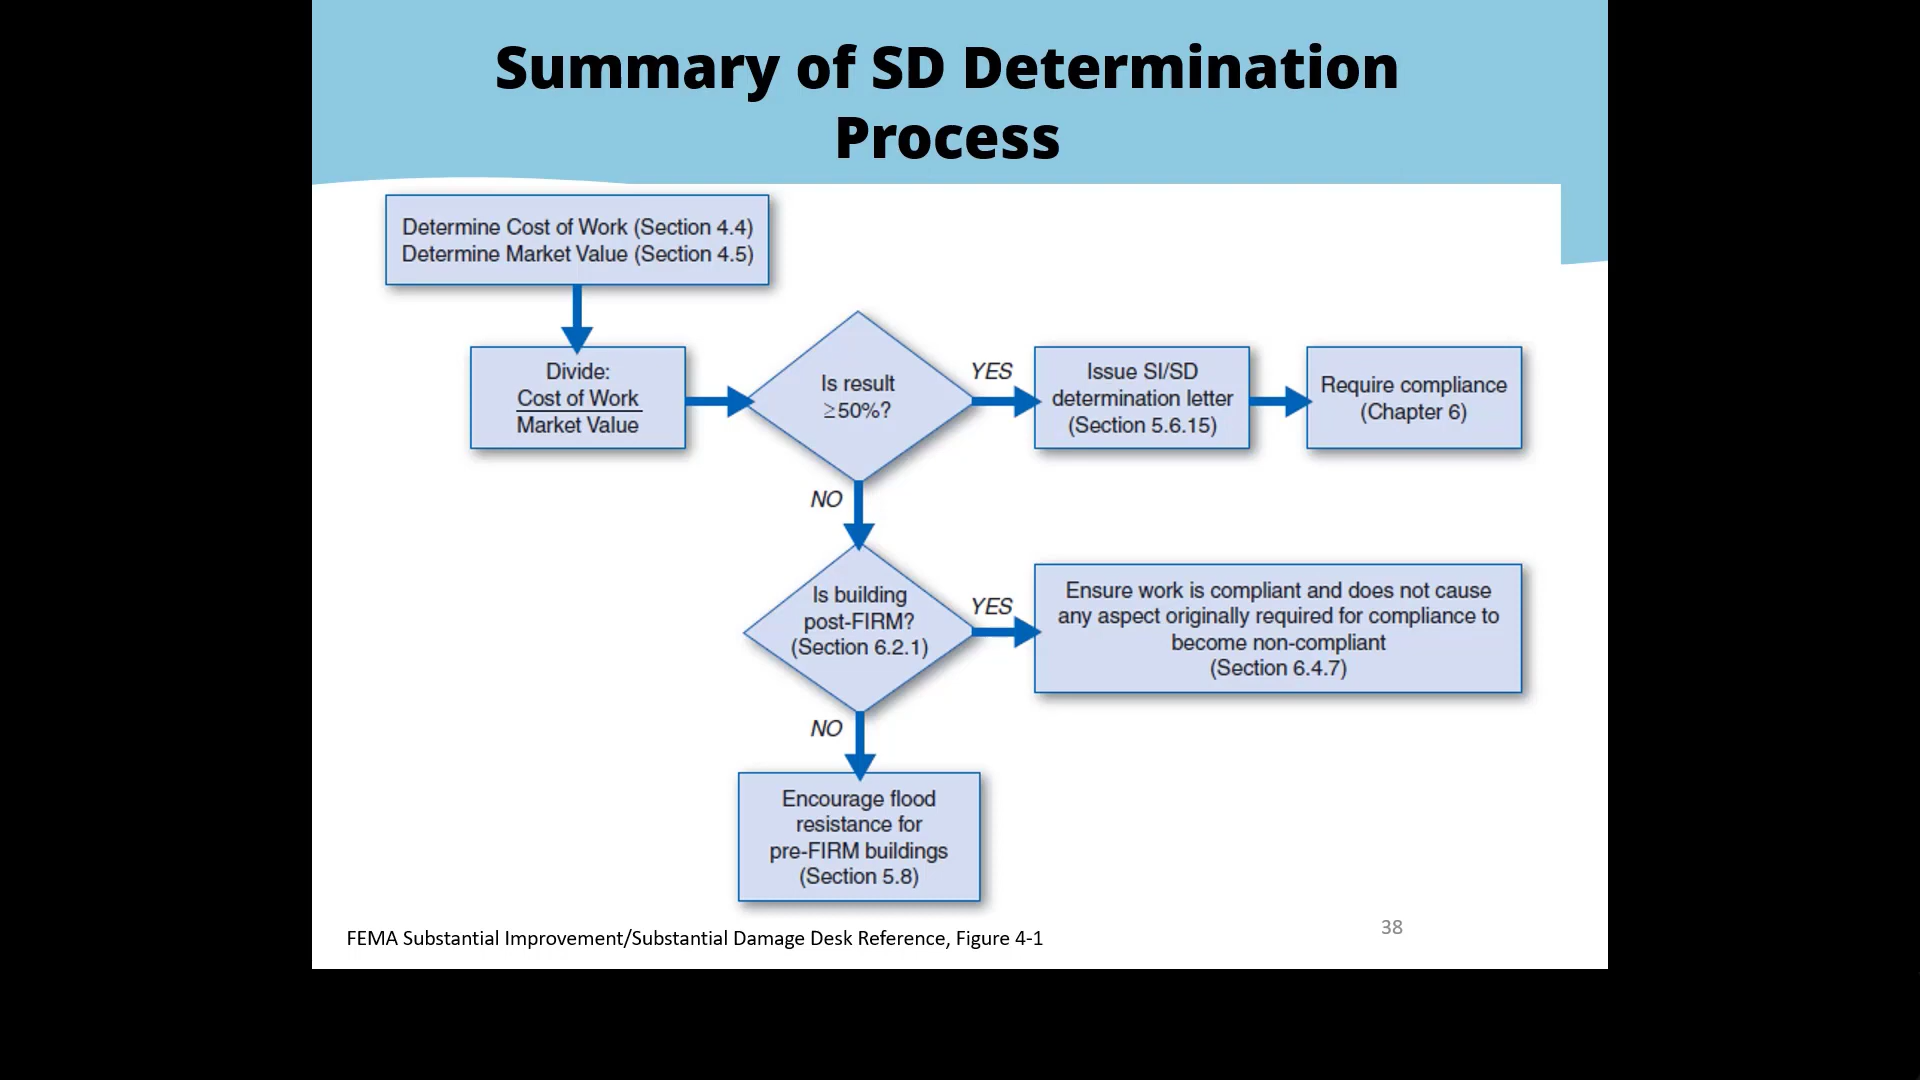 Summary of SD Determination
Process
Determine Cost of Work (Section 4.4)
Determine Market Value (Section 4.5)
Divide:
Cost of Work
Market Value
Is result
≥50%?
YES
Issue SI/SD
determination letter
(Section 5.6.15)
Require compliance
(Chapter 6)
NO
Is building
post-FIRM?
(Section 6.2.1)
YES
Ensure work is compliant and does not cause
any aspect originally required for compliance to
become non-compliant
(Section 6.4.7)
NO
Encourage flood
resistance for
pre-FIRM buildings
(Section 5.8)
FEMA Substantial Improvement/Substantial Damage Desk Reference, Figure 4-1
38